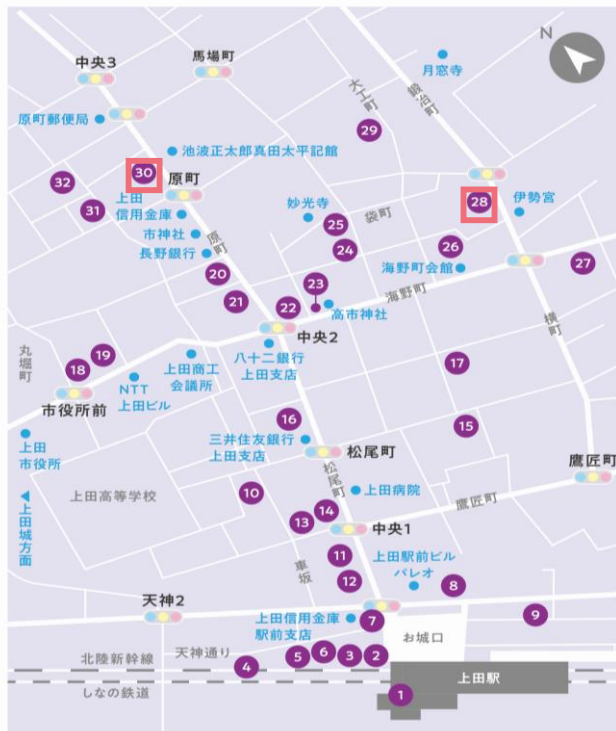 N
馬場町
中央3
月窓寺
大工町
鍛冶町
原町郵便局
29
池波正太郎真田太平記館
30
32
原町
28
伊勢宮
31
上田
信用金庫
妙光寺
袋町
25
市神社
原町
長野銀行
24
26
海野町会館
27
20
23
海野町
21
22
高市神社
横町
中央2
丸堀町
19
18
八十二銀行
上田支店
上田商工
会議所
17
NTT
上田ビル
市役所前
16
15
上田
市役所
三井住友銀行
上田支店
松尾町
松尾町
鷹匠町
10
上田病院
上田高等学校
14
鷹匠町
13
中央1
◀上田城方面
11
上田駅前ビル
パレオ
車坂
12
8
天神2
9
上田信用金庫
駅前支店
7
お城口
天神通り
北陸新幹線
6
5
3
2
4
上田駅
しなの鉄道
1